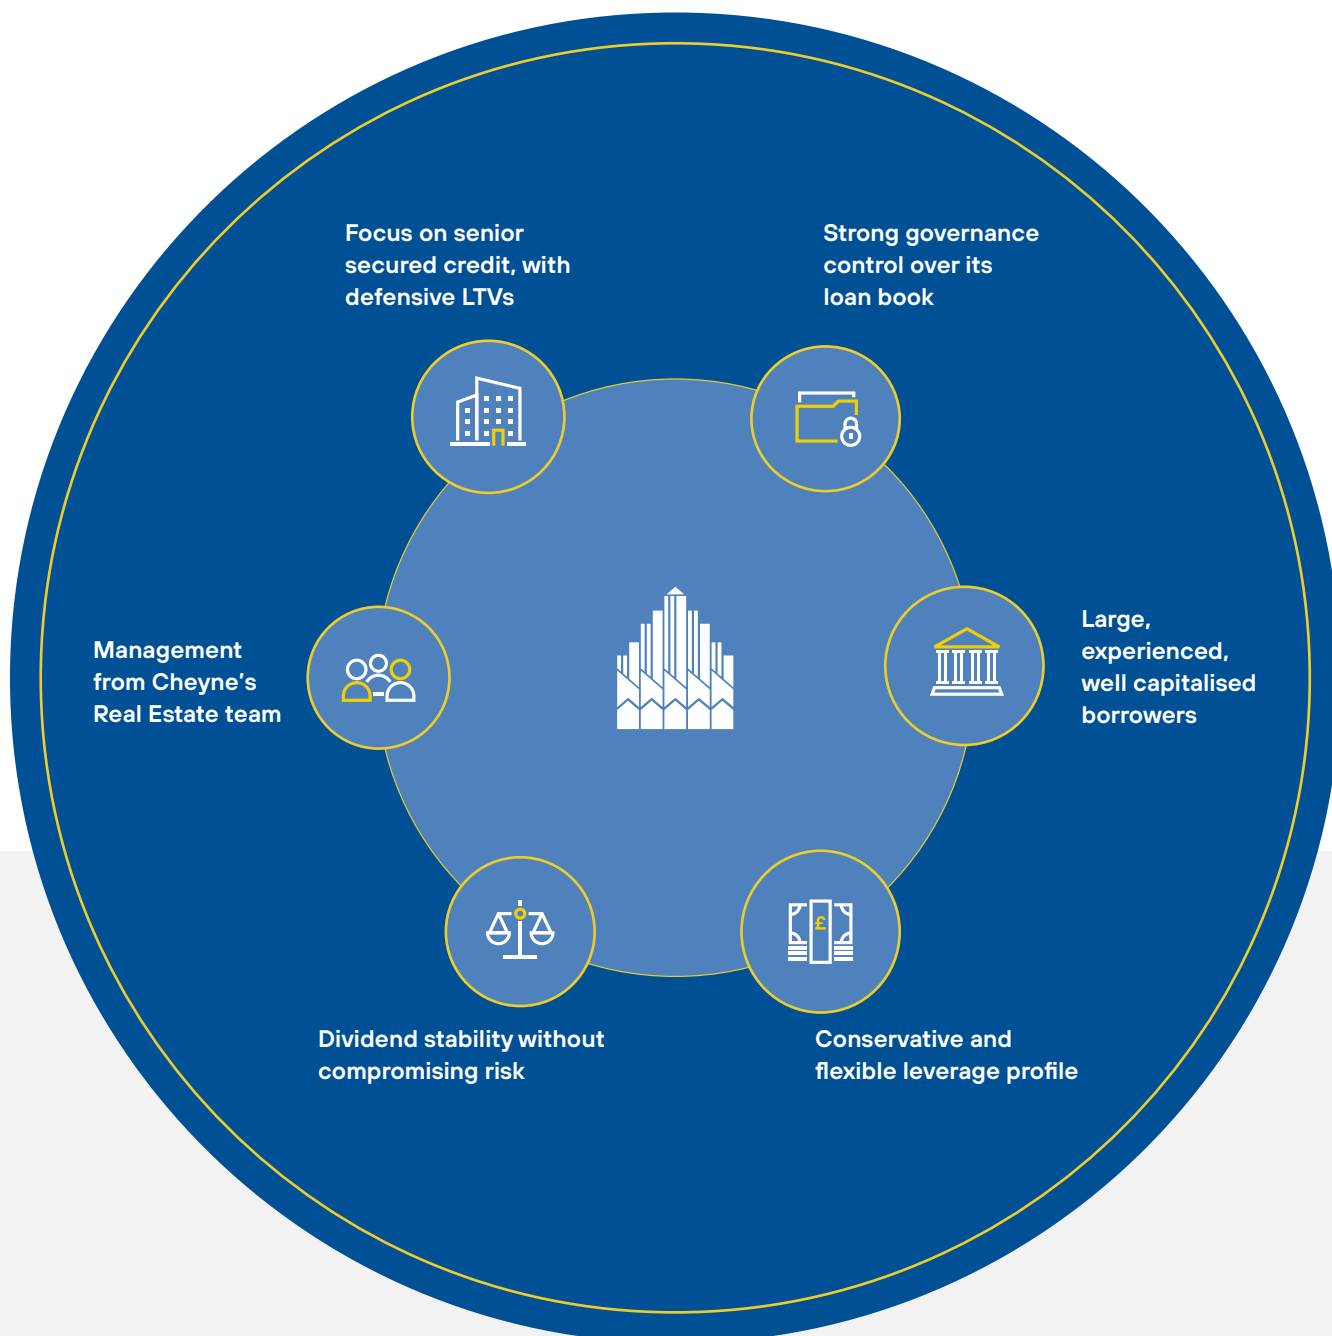 Focus on senior
secured credit, with
defensive LTVs
Strong governance
control over its
loan book
Large,
experienced,
well capitalised
borrowers
Conservative and
flexible leverage profile
Dividend stability without
compromising risk
Management
from Cheyne’s
Real Estate team
£